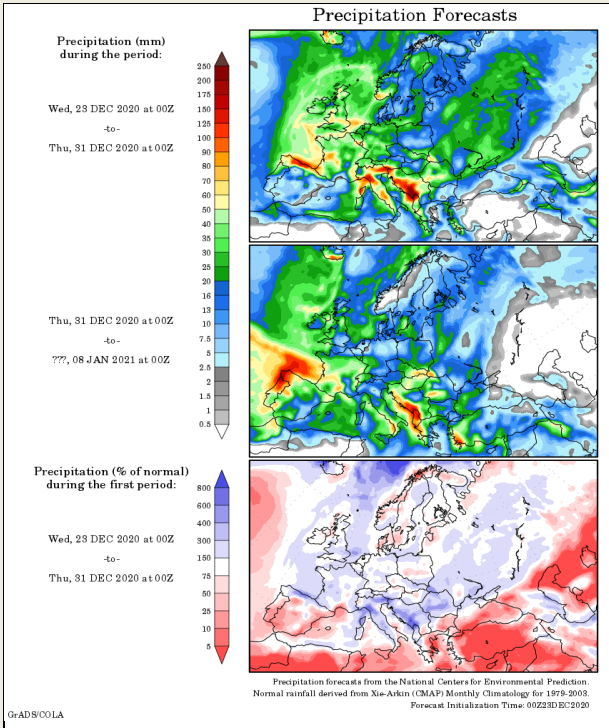 Precipitation Forecasts
Precipitation (mm)
during the period:
Wed, 23 DEC 2020 at 00Z
-to-
Thu, 31 DEC 2020 at 00Z
250
200
175
150
125
100
90
80
70
60
50
40
35
30
25
20
16
13
10
7.5
5
2.5
2
1.5
1
0.5
Thu, 31 DEC 2020 at 00Z
-to-
???, 08 JAN 2021 at 00Z
Precipitation (% of normal)
during the first period:
Wed, 23 DEC 2020 at 00Z
-to-
Thu, 31 DEC 2020 at 00Z
800
600
400
300
150
75
50
25
10
5
Precipitation forecasts from the National Centers for Environmental Prediction.
Normal rainfall derived from Xie-Arkin (CMAP) Monthly Climatology for 1979-2003.
Forecast Initialization Time: 00Z23DEC2020
GrADS/COLA